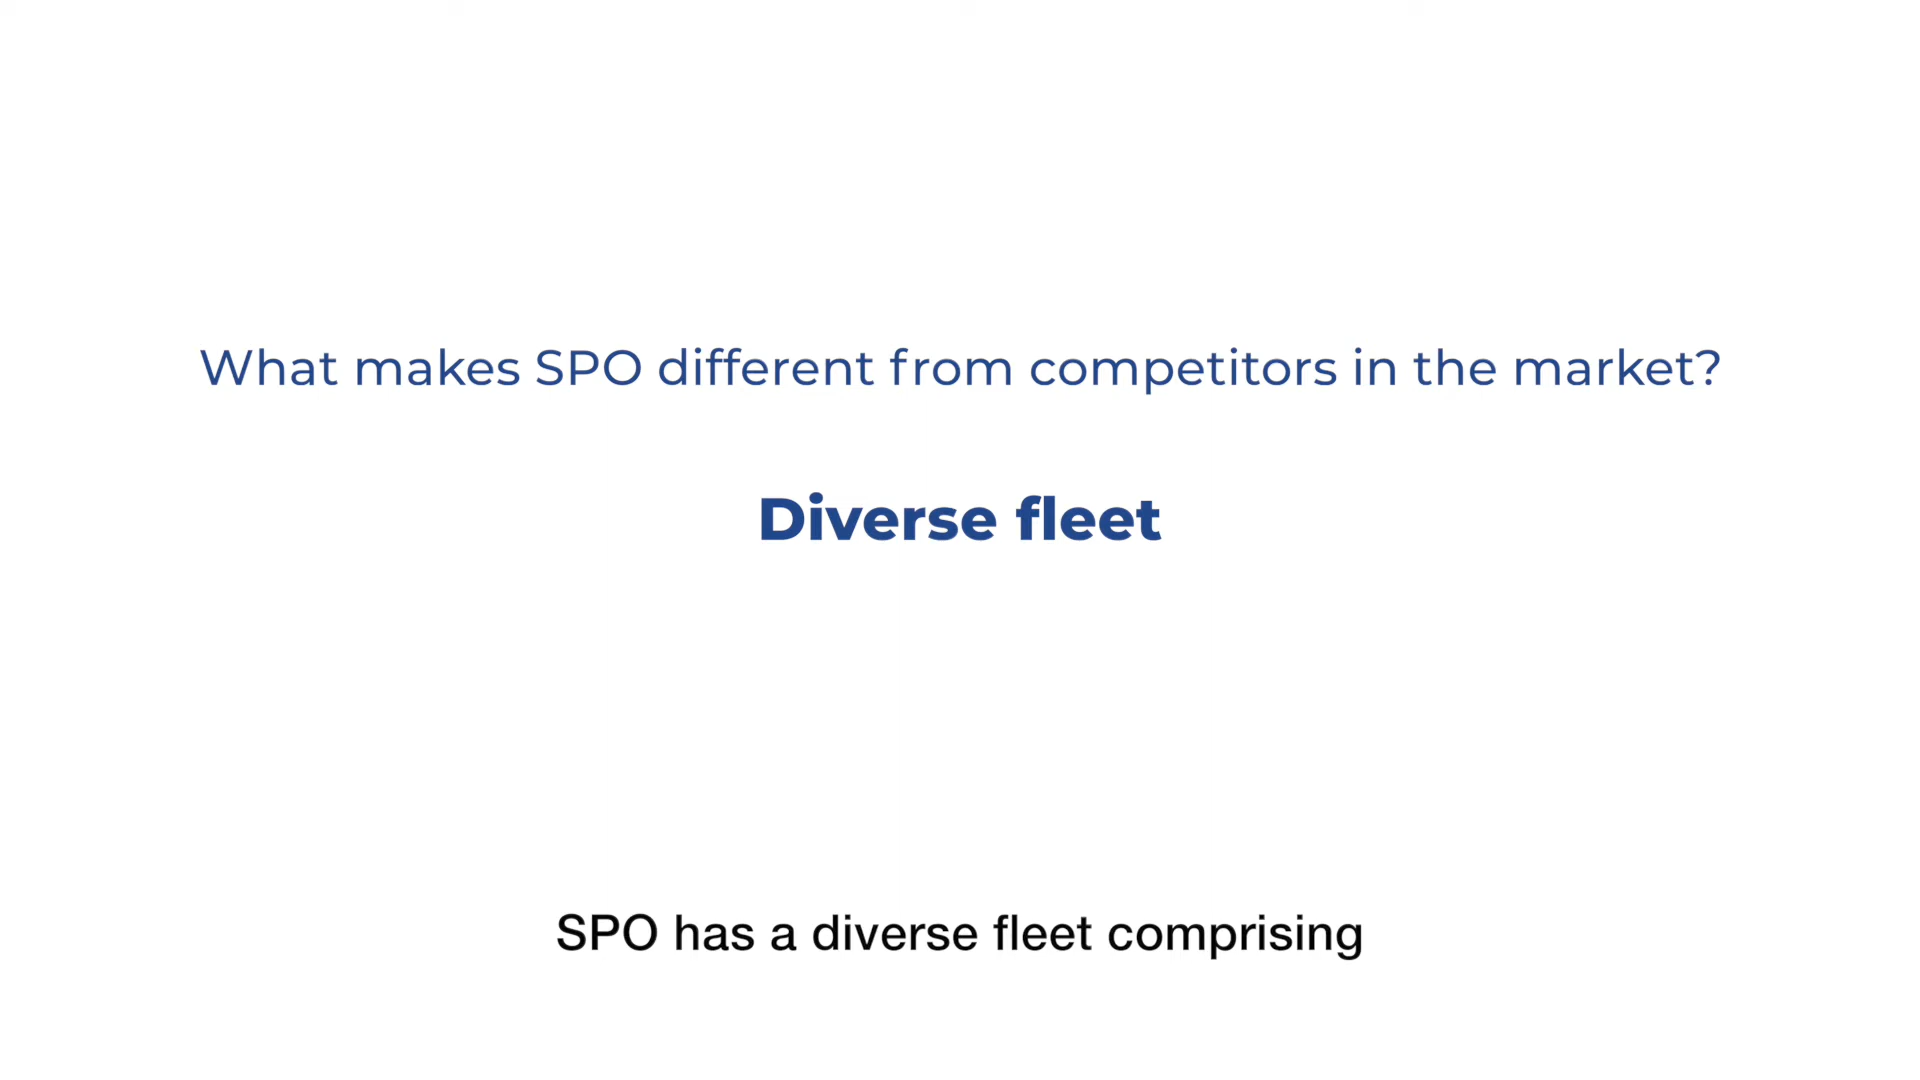 What makes SPO different from competitors in the market?
Diverse fleet
SPO has a diverse fleet comprising